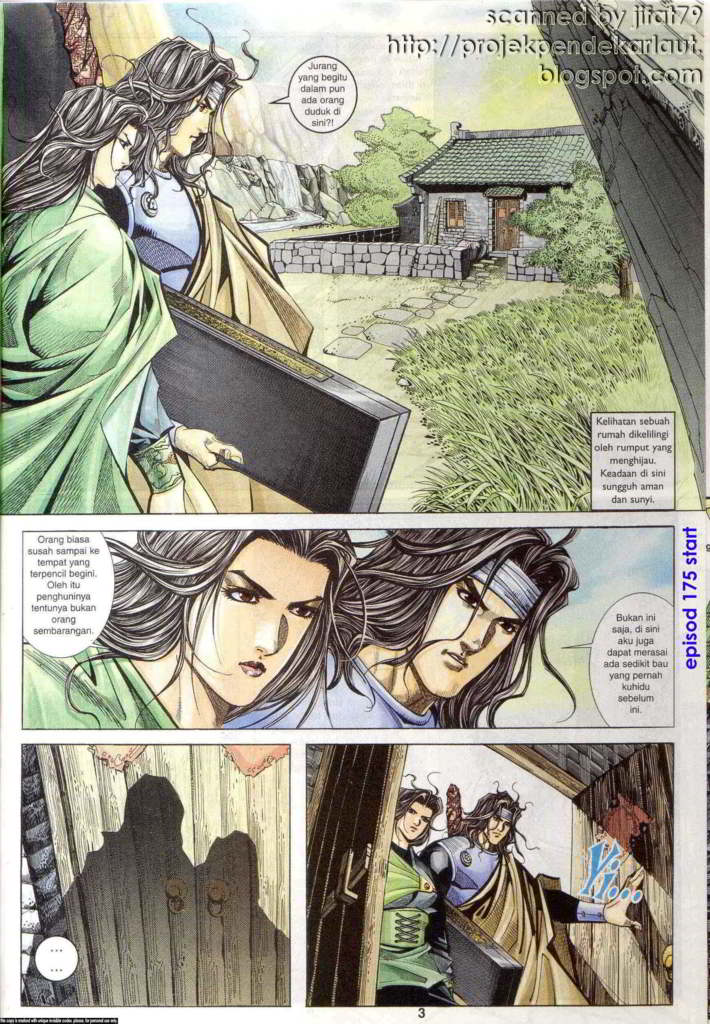 scanned by jifat79
http://projekpendekarlaut.
blogspot.com
Jurang
yang begitu
dalam pun
ada orang
duduk di
sini?!
Kelihatan sebuah
rumah dikelilingi
oleh rumput yang
menghijau.
Keadaan di sini
sungguh aman
dan sunyi.
episod 175 start
Orang biasa
susah sampai ke
tempat yang
terpencil begini.
Oleh itu
penghuninya
tentunya bukan
orang
sembarangan.
Bukan ini
saja, di sini
aku juga
dapat merasai
ada sedikit bau
yang pernah
kuhidu
sebelum
ini.
...
...
Yi...
3